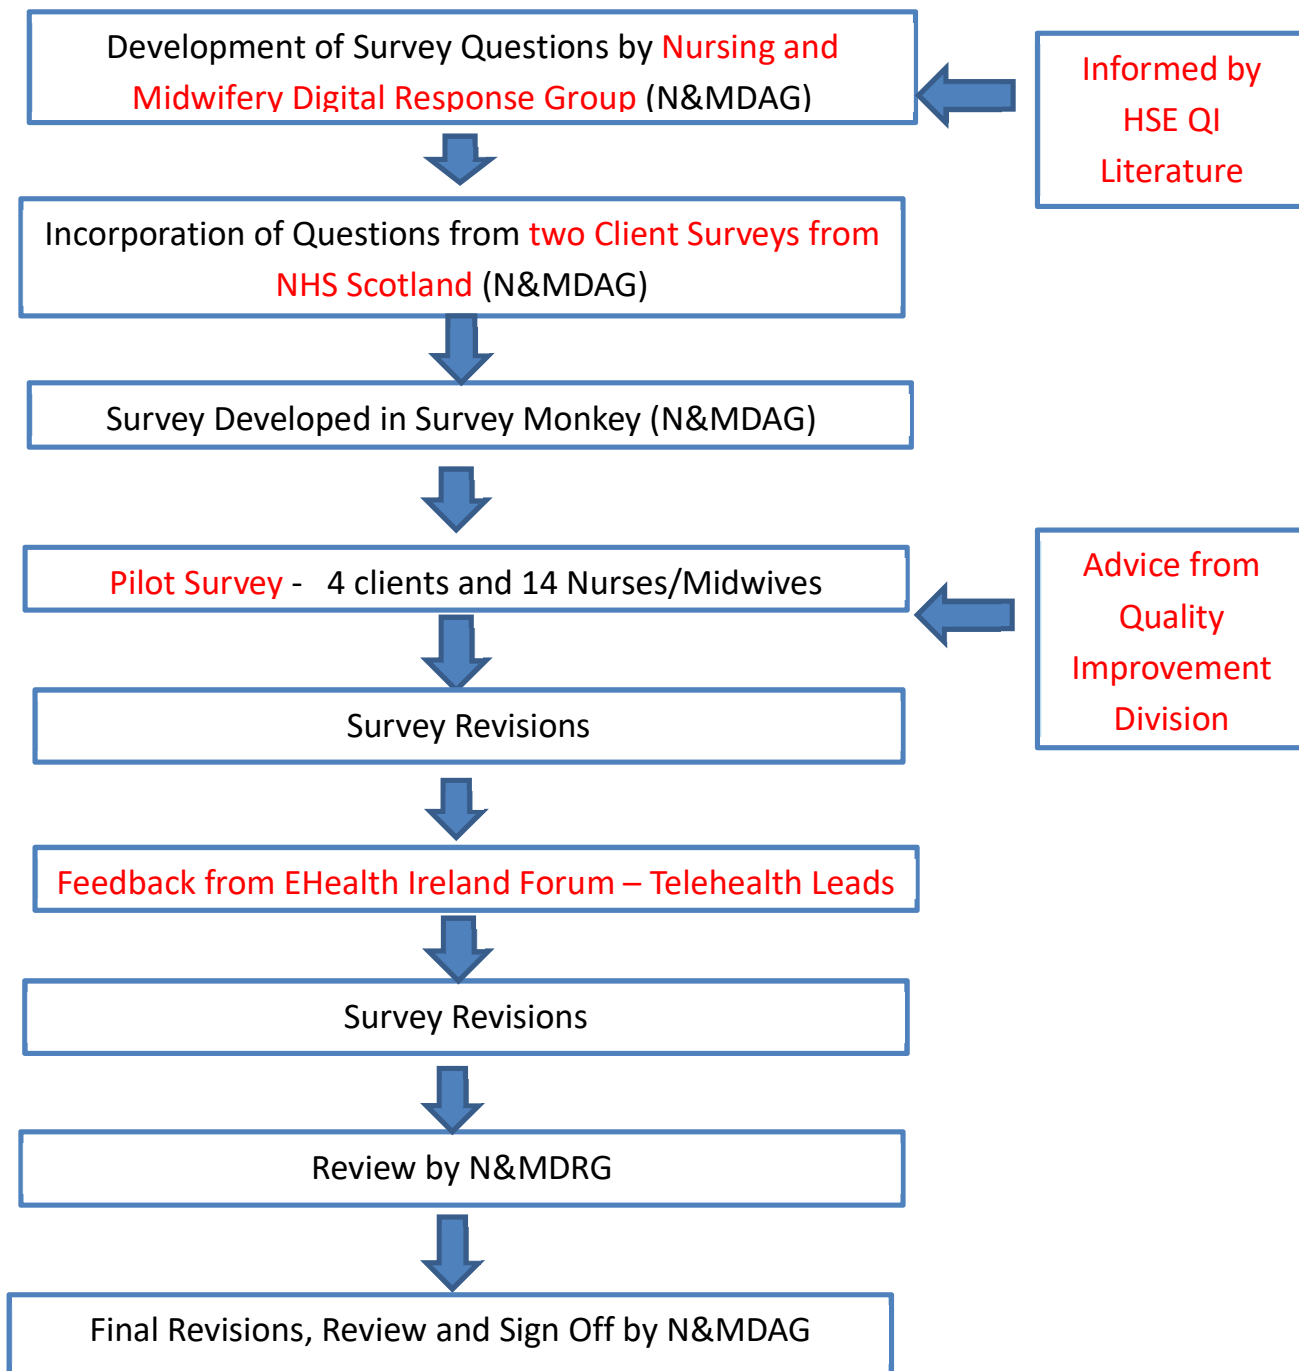 Development of Survey Questions by Nursing and
Midwifery Digital Response Group (N&MDAG)
Informed by
HSE QI
Literature
Incorporation of Questions from two Client Surveys from
NHS Scotland (N&MDAG)
Survey Developed in Survey Monkey (N&MDAG)
Pilot Survey -   4 clients and 14 Nurses/Midwives
Advice from
Quality
Improvement
Division
Survey Revisions
Feedback from EHealth Ireland Forum – Telehealth Leads
Survey Revisions
Review by N&MDRG
Final Revisions, Review and Sign Off by N&MDAG